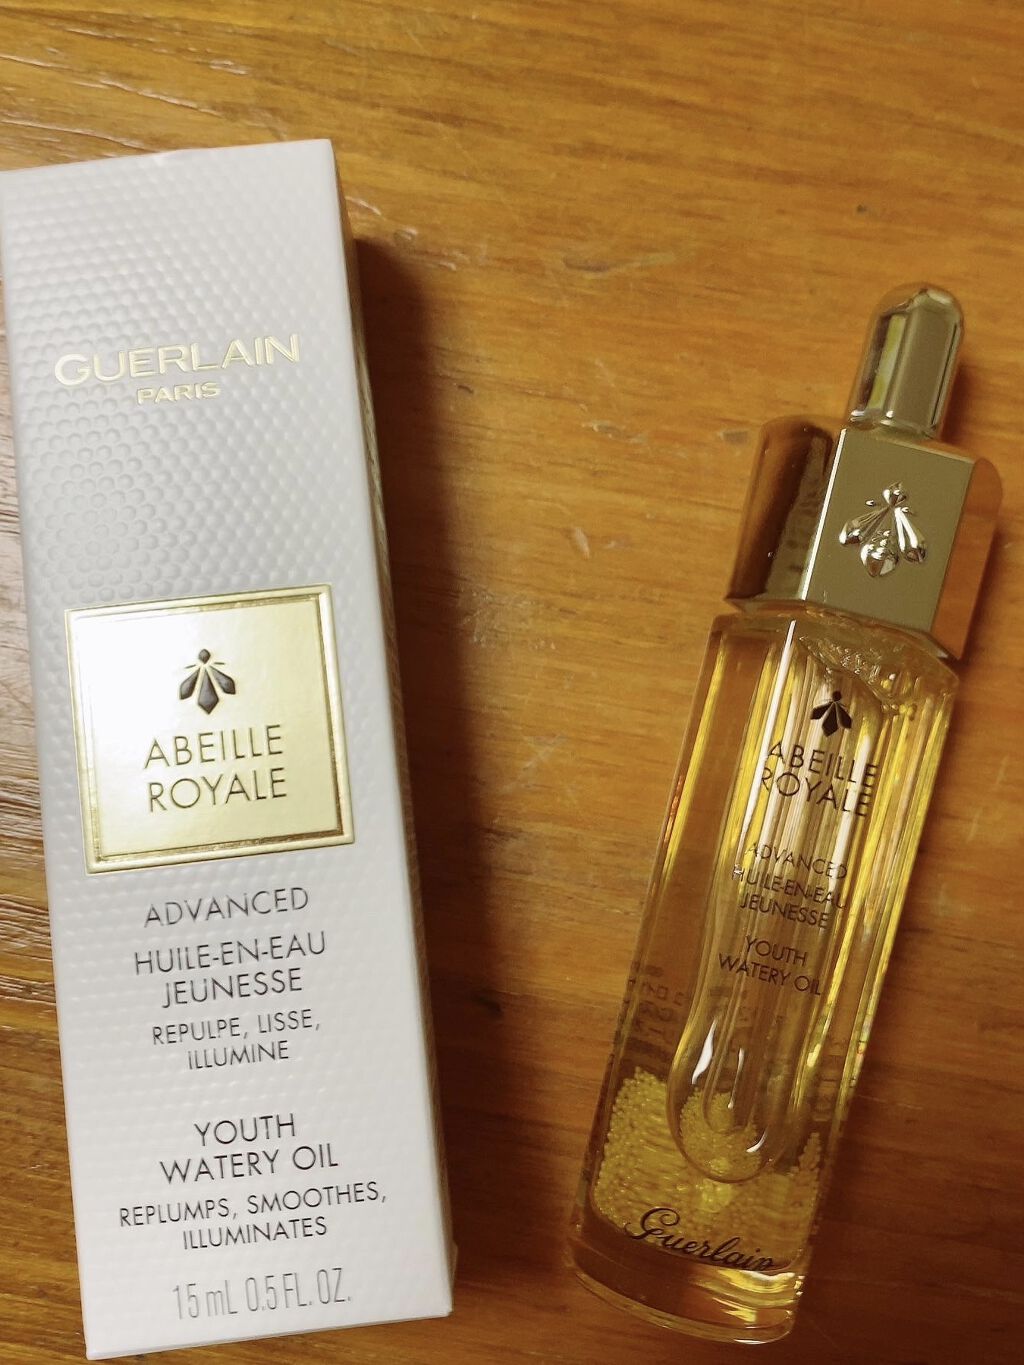 GUERLAIN
PARIS
ABEILLE
ROYALE
ADVANCED
HUILE-EN-EAU
JEUNESSE
REPULPE, LISSE,
ILLUMINE
YOUTH
WATERY OIL
REPLUMPS, SMOOTHES,
ILLUMINATES
15 mL 0.5 FL. OZ.
ABEILLE
ROYALE
ADVANCED
HUILE-EN-EAU
JEUNESSE
YOUTH
WATERY OIL
Guerlain